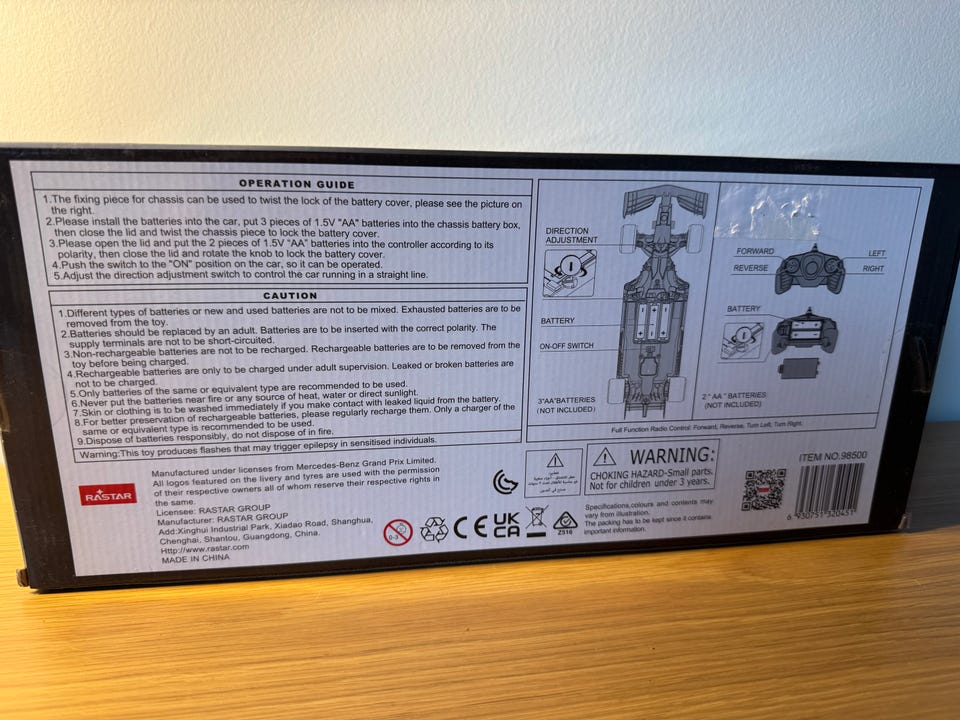 OPERATION GUIDE
1.The fixing piece for chassis can be used to twist the lock of the battery cover, please see the picture on
the right.
2.Please install the batteries into the car, put 3 pieces of 1.5V "AA" batteries into the chassis battery box,
then close the lid and twist the chassis piece to lock the battery cover.
3.Please open the lid and put the 2 pieces of 1.5V "AA" batteries into the controller according to its
polarity, then close the lid and rotate the knob to lock the battery cover.
4.Push the switch to the "ON" position on the car, so it can be operated.
5.Adjust the direction adjustment switch to control the car running in a straight line.
CAUTION
1.Different types of batteries or new and used batteries are not to be mixed. Exhausted batteries are to be
removed from the toy.
2.Batteries should be replaced by an adult. Batteries are to be inserted with the correct polarity. The
supply terminals are not to be short-circuited.
3.Non-rechargeable batteries are not to be recharged. Rechargeable batteries are to be removed from the
toy before being charged.
4.Rechargeable batteries are only to be charged under adult supervision. Leaked or broken batteries are
not to be charged.
5.Only batteries of the same or equivalent type are recommended to be used.
6.Never put the batteries near fire or any source of heat, water or direct sunlight.
7.Skin or clothing is to be washed immediately if you make contact with leaked liquid from the battery.
8.For better preservation of rechargeable batteries, please regularly recharge them. Only a charger of the
same or equivalent type is recommended to be used.
9.Dispose of batteries responsibly, do not dispose of in fire.
Warning:This toy produces flashes that may trigger epilepsy in sensitised individuals.
RASTAR
Manufactured under licenses from Mercedes-Benz Grand Prix Limited.
All logos featured on the livery and tyres are used with the permission
of their respective owners all of whom reserve their respective rights in
the same.
Licensee: RASTAR GROUP
Manufacturer: RASTAR GROUP
Add:Xinghui Industrial Park, Xiadao Road, Shanghua,
Chenghai, Shantou, Guangdong, China.
Http://www.rastar.com
MADE IN CHINA
0-3
CE
UK
CA
Z516
DIRECTION
ADJUSTMENT
BATTERY
ON-OFF SWITCH
3"AA"BATTERIES
(NOT INCLUDED)
FORWARD
LEFT
REVERSE
RIGHT
BATTERY
2 " AA " BATTERIES
(NOT INCLUDED)
Full Function Radio Control: Forward, Reverse, Turn Left, Turn Right.
WARNING:
CHOKING HAZARD-Small parts.
Not for children under 3 years.
Specifications,colours and contents may
vary from illustration.
The packing has to be kept since it contains
important information.
ITEM NO.98500
6 930751 320451